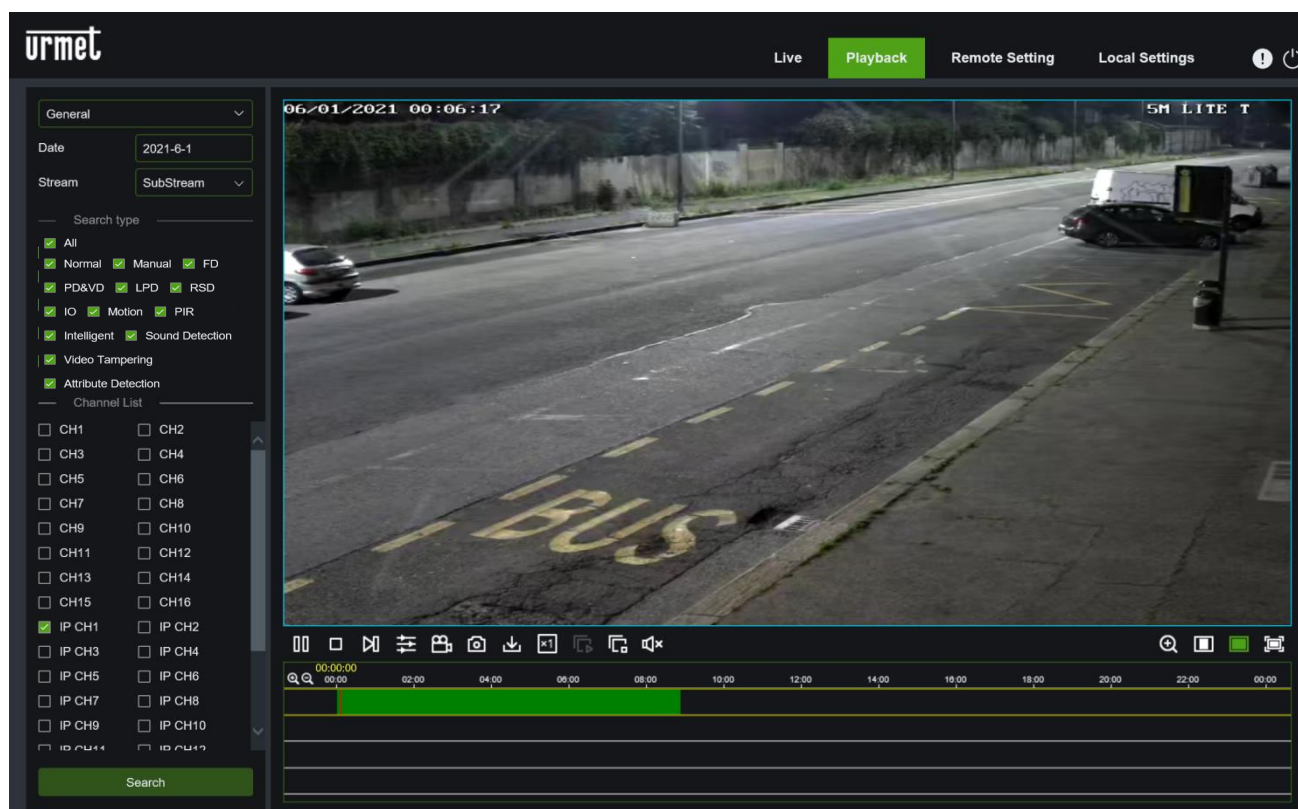 urmet
Live Playback Remote Setting Local Settings
General
Date 2021-6-1
Stream SubStream
Search type
All
Normal Manual FD
PD&VD LPD RSD
IO Motion PIR
Intelligent Sound Detection
Video Tampering
Attribute Detection
Channel List
CH1 CH2
CH3 CH4
CH5 CH6
CH7 CH8
CH9 CH10
CH11 CH12
CH13 CH14
CH15 CH16
IP CH1 IP CH2
IP CH3 IP CH4
IP CH5 IP CH6
IP CH7 IP CH8
IP CH9 IP CH10
IP CH11 IP CH12
Search
06/01/2021 00:06:17 5M LITE T
BUS
×1
00:00:00
00:00 02:00 04:00 06:00 08:00 10:00 12:00 14:00 16:00 18:00 20:00 22:00 00:00